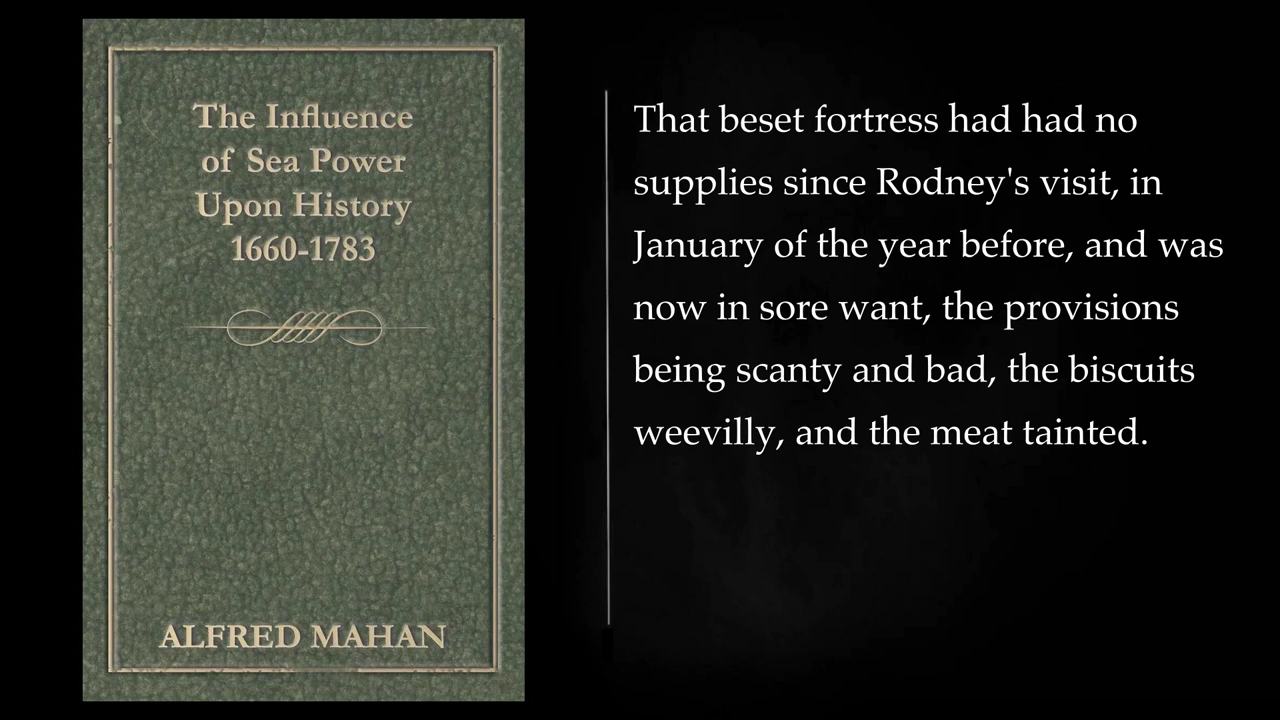 The Influence
of Sea Power
Upon History
1660-1783
ALFRED MAHAN
That beset fortress had had no
supplies since Rodney's visit, in
January of the year before, and was
now in sore want, the provisions
being scanty and bad, the biscuits
weevilly, and the meat tainted.